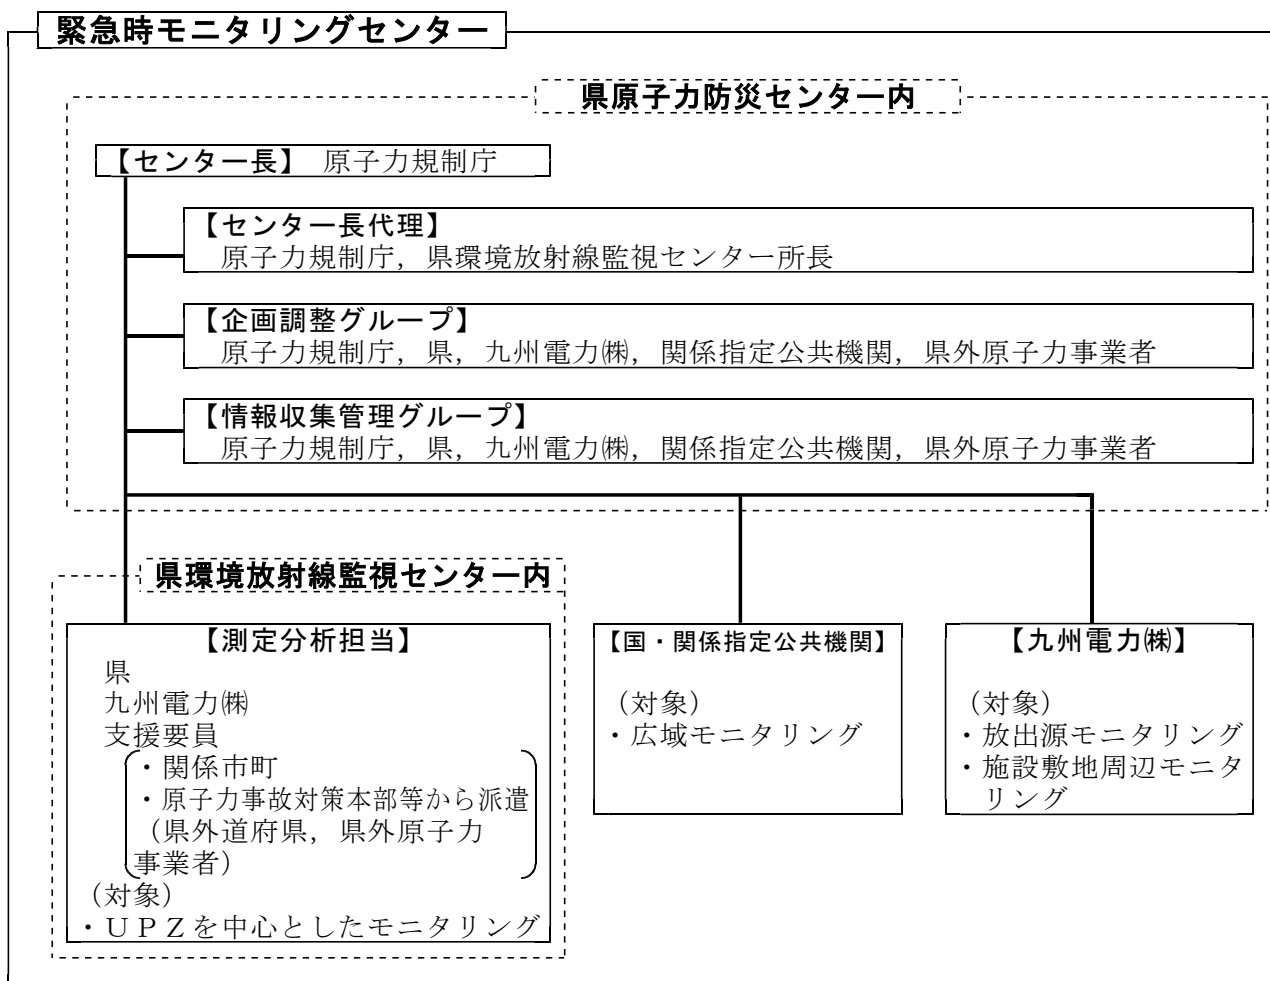 緊急時モニタリングセンター
県原子力防災センター内
【センター長】 原子力規制庁
【センター長代理】
原子力規制庁，県環境放射線監視センター所長
【企画調整グループ】
原子力規制庁，県，九州電力㈱，関係指定公共機関，県外原子力事業者
【情報収集管理グループ】
原子力規制庁，県，九州電力㈱，関係指定公共機関，県外原子力事業者
県環境放射線監視センター内
【測定分析担当】
県
九州電力㈱
支援要員
・関係市町
・原子力事故対策本部等から派遣
（県外道府県，県外原子力
事業者）
（対象）
・ＵＰＺを中心としたモニタリング
【国・関係指定公共機関】
（対象）
・広域モニタリング
【九州電力㈱】
（対象）
・放出源モニタリング
・施設敷地周辺モニタ
リング